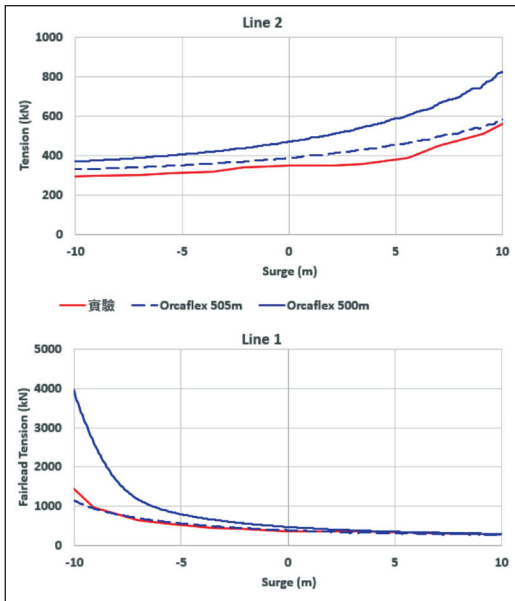 Line 2
1000
800
600
400
200
0
Tension (kN)
-10 -5 0 5 10
Surge (m)
實驗 Orcaflex 505m Orcaflex 500m
Line 1
5000
4000
3000
2000
1000
0
Fairlead Tension (kN)
-10 -5 0 5 10
Surge (m)